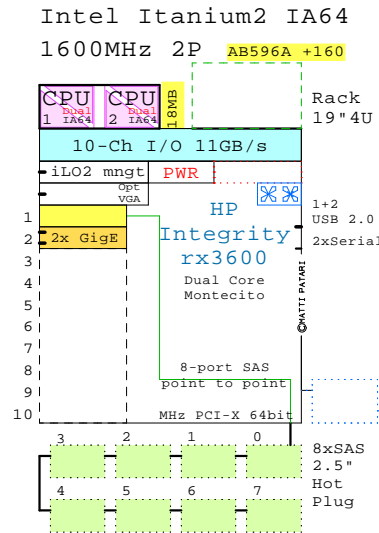 Intel Itanium2 IA64
1600MHz 2P AB596A +160
CPU CPU 18MB
Dual Dual
1 IA64 2 IA64
Rack
19"4U
10-Ch I/O 11GB/s
iLO2 mngt PWR
Opt
VGA
HP
Integrity
rx3600
Dual Core
Montecito
1+2
USB 2.0
2xSerial
1
2 2x GigE
3
4
5
6
7
8
9
10
©MATTI PATARI
8-port SAS
point to point
MHz PCI-X 64bit
3 2 1 0
4 5 6 7
8xSAS
2.5"
Hot
Plug